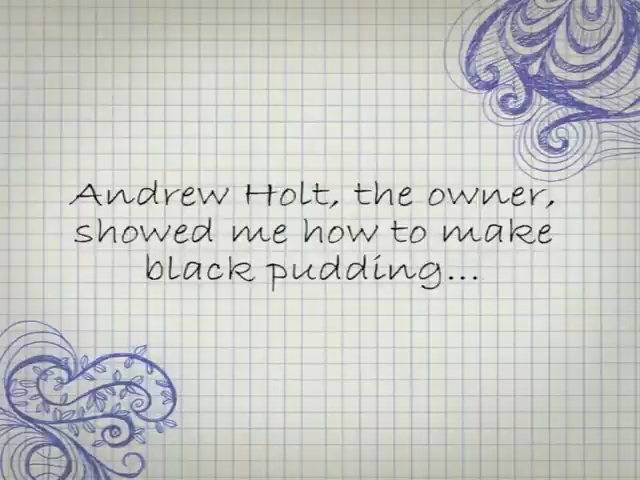 Andrew Holt, the owner,
showed me how to make
black pudding...